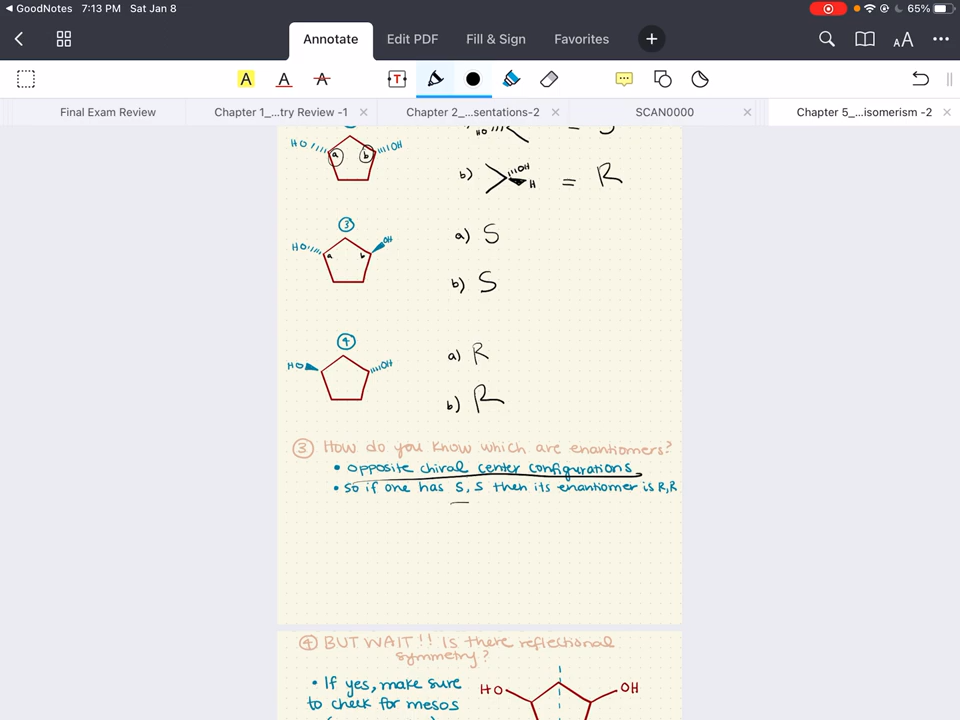 GoodNotes 7:13 PM Sat Jan 8 65%
Annotate Edit PDF Fill & Sign Favorites
AA
A A A T
Final Exam Review Chapter 1_...try Review -1 Chapter 2_...sentations-2 SCAN0000 Chapter 5_...isomerism -2
HO OH
a b
HO =
b) OH H = R
3
HO OH
a b
a) S
b) S
4
HO OH
a) R
b) R
3 How do you know which are enantiomers?
• opposite chiral center configurations
• so if one has S, S then its enantiomer is R, R
4 BUT WAIT!! Is there reflectional
symmetry?
• If yes, make sure
to check for mesos
HO OH